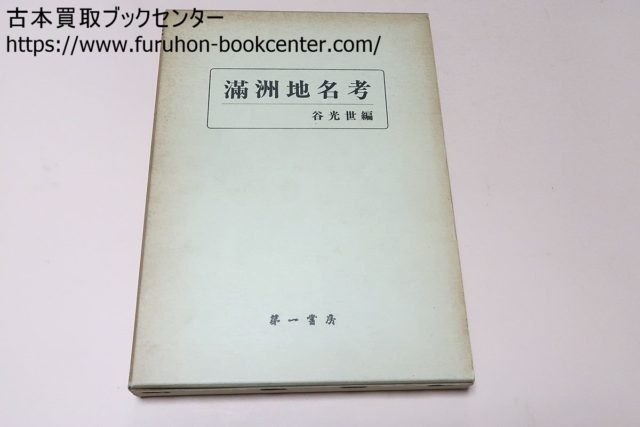 古本買取ブックセンター
https://www.furuhon-bookcenter.com/
滿洲地名考
谷光世編
第一書房